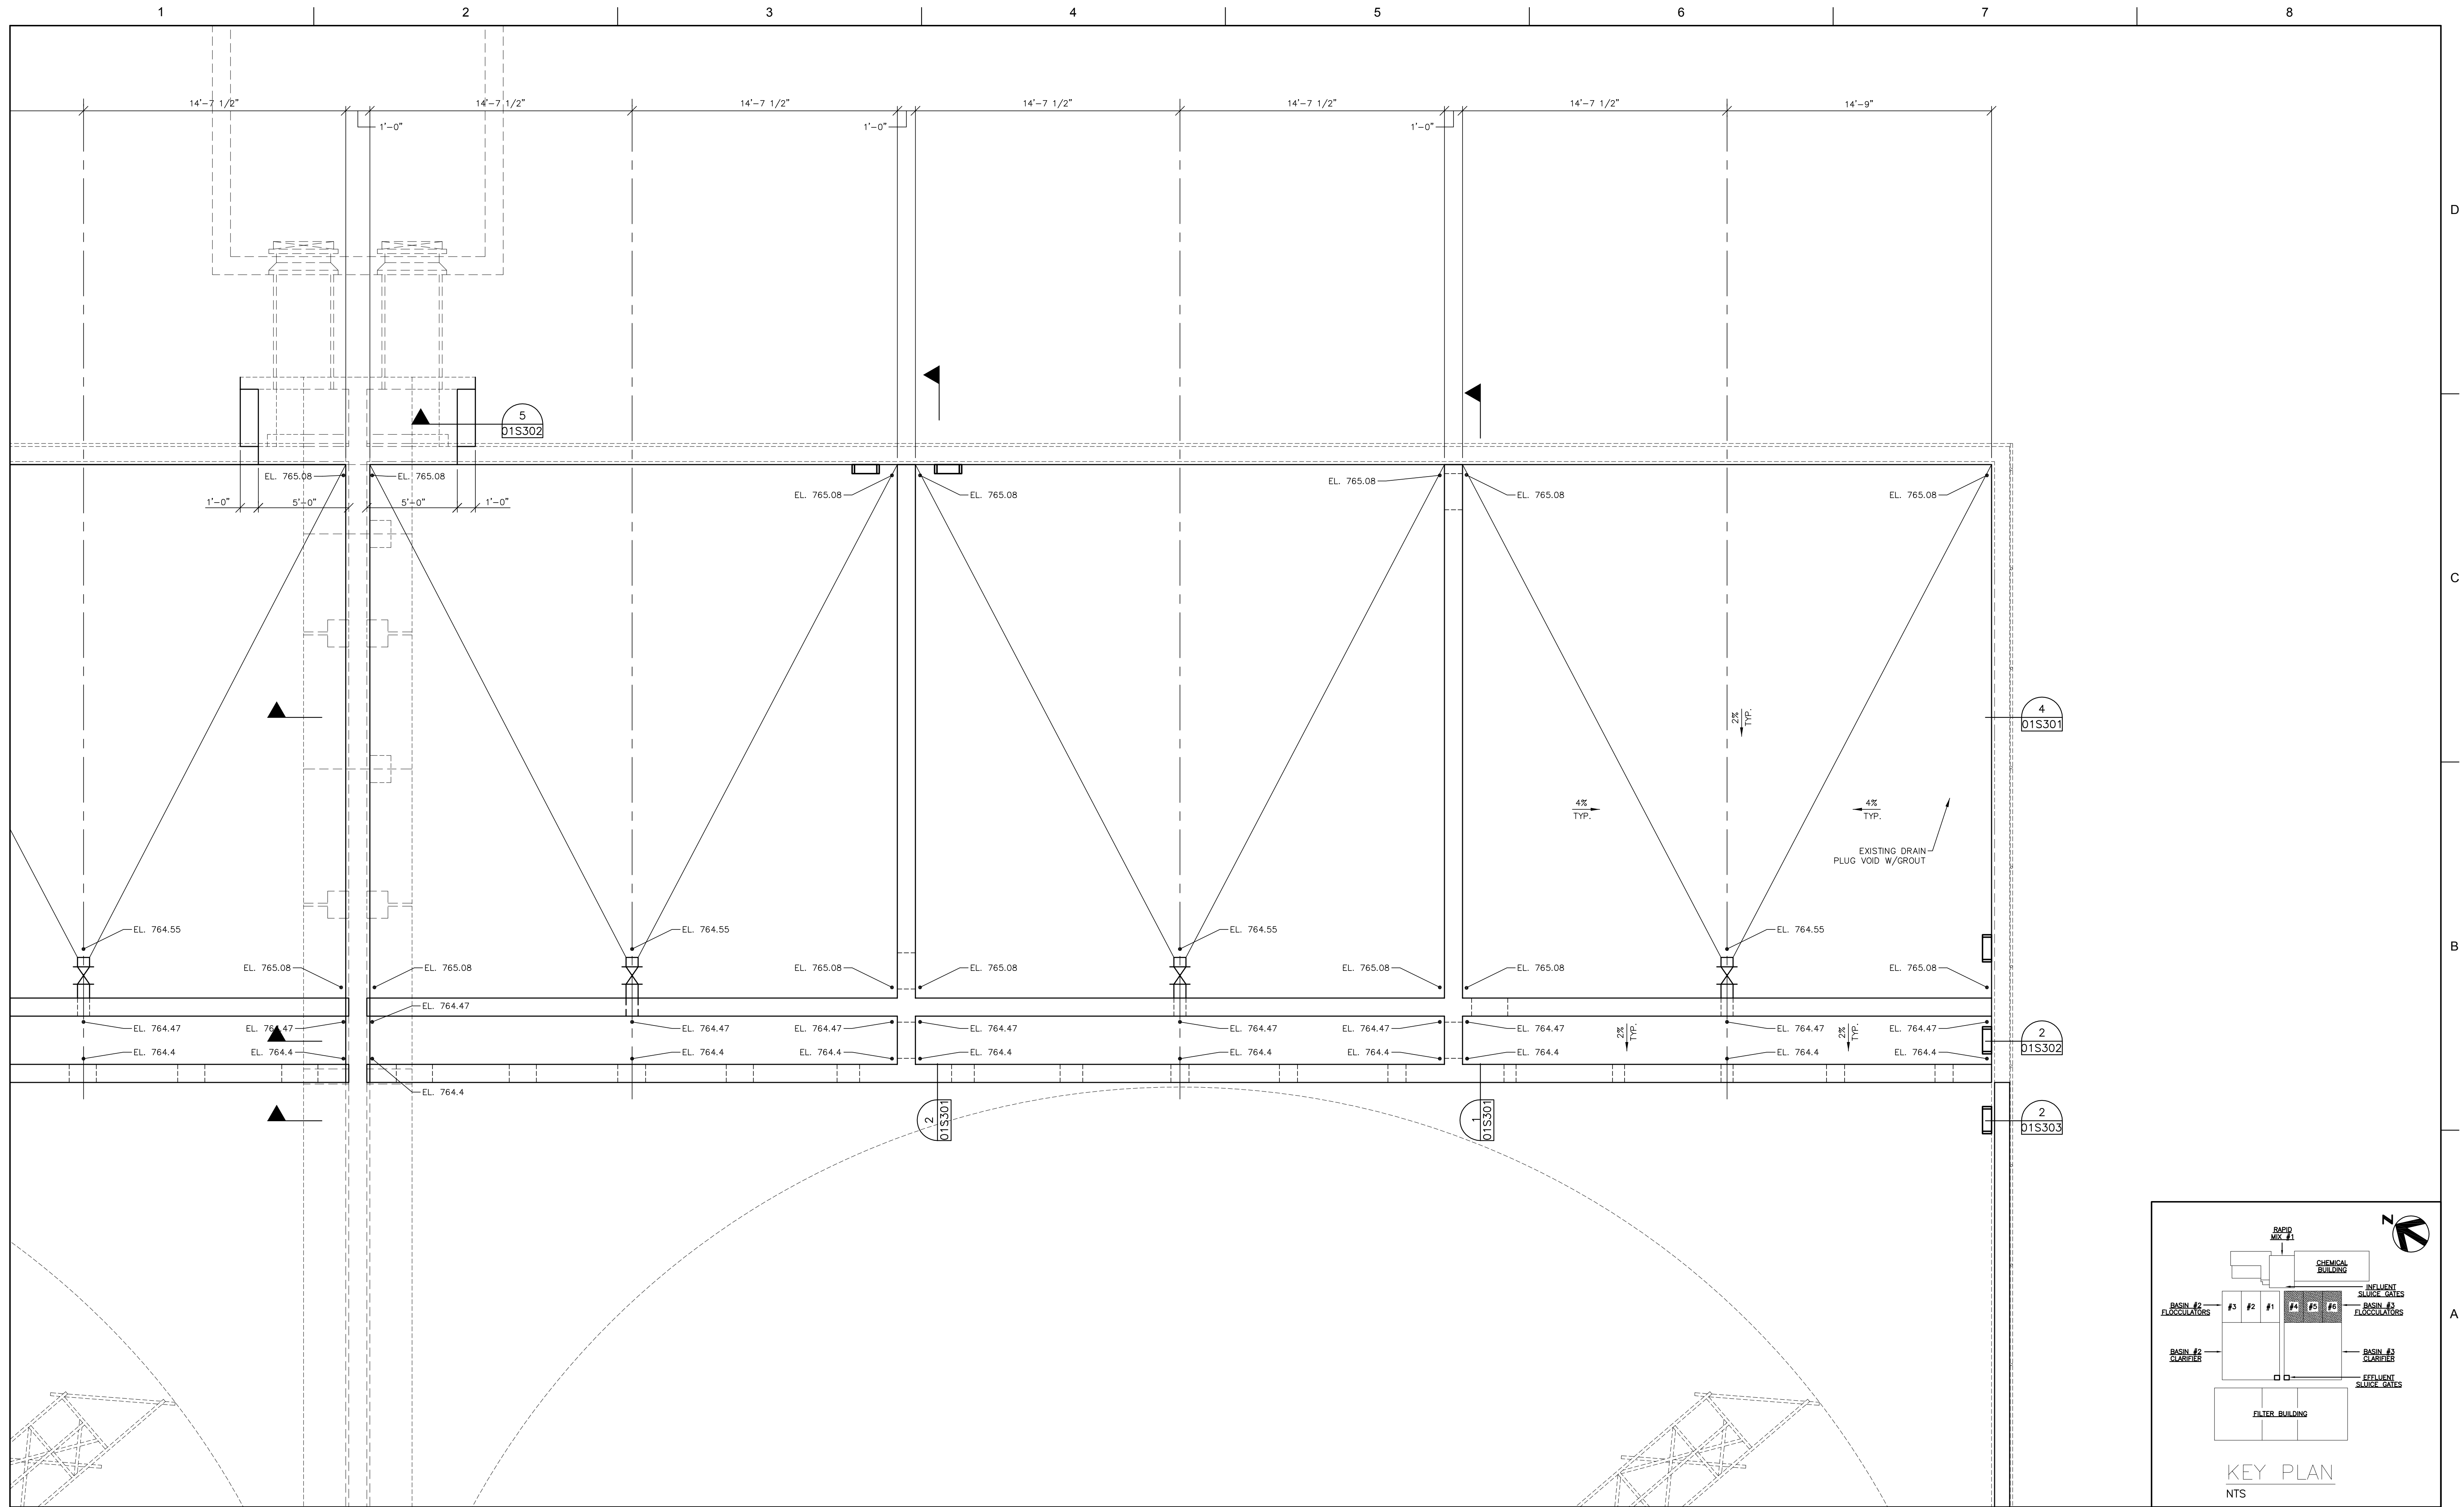 1
2
3
4
5
6
7
8
14'-7 1/2"
14'-7 1/2"
14'-7 1/2"
14'-7 1/2"
14'-7 1/2"
14'-7 1/2"
14'-9"
1'-0"
1'-0"
1'-0"
D
5
01S302
EL. 765.08
EL. 765.08
EL. 765.08
EL. 765.08
EL. 765.08
EL. 765.08
EL. 765.08
1'-0"
5'-0"
5'-0"
1'-0"
C
2%
TYP.
4
01S301
4%
TYP.
4%
TYP.
EXISTING DRAIN
PLUG VOID W/GROUT
EL. 764.55
EL. 764.55
EL. 764.55
EL. 764.55
B
EL. 765.08
EL. 765.08
EL. 765.08
EL. 765.08
EL. 765.08
EL. 765.08
EL. 765.08
EL. 764.47
EL. 764.47
EL. 764.47
EL. 764.47
EL. 764.47
EL. 764.47
EL. 764.47
EL. 764.47
EL. 764.47
EL. 764.47
EL. 764.47
2%
TYP.
2%
TYP.
2
01S302
EL. 764.4
EL. 764.4
EL. 764.4
EL. 764.4
EL. 764.4
EL. 764.4
EL. 764.4
EL. 764.4
EL. 764.4
EL. 764.4
EL. 764.4
2
01S301
1
01S301
2
01S303
A
N
RAPID
MIX #1
CHEMICAL
BUILDING
INFLUENT
SLUICE GATES
BASIN #2
FLOCCULATORS
#3
#2
#1
#4
#5
#6
BASIN #3
FLOCCULATORS
BASIN #2
CLARIFIER
BASIN #3
CLARIFIER
EFFLUENT
SLUICE GATES
FILTER BUILDING
KEY PLAN
NTS